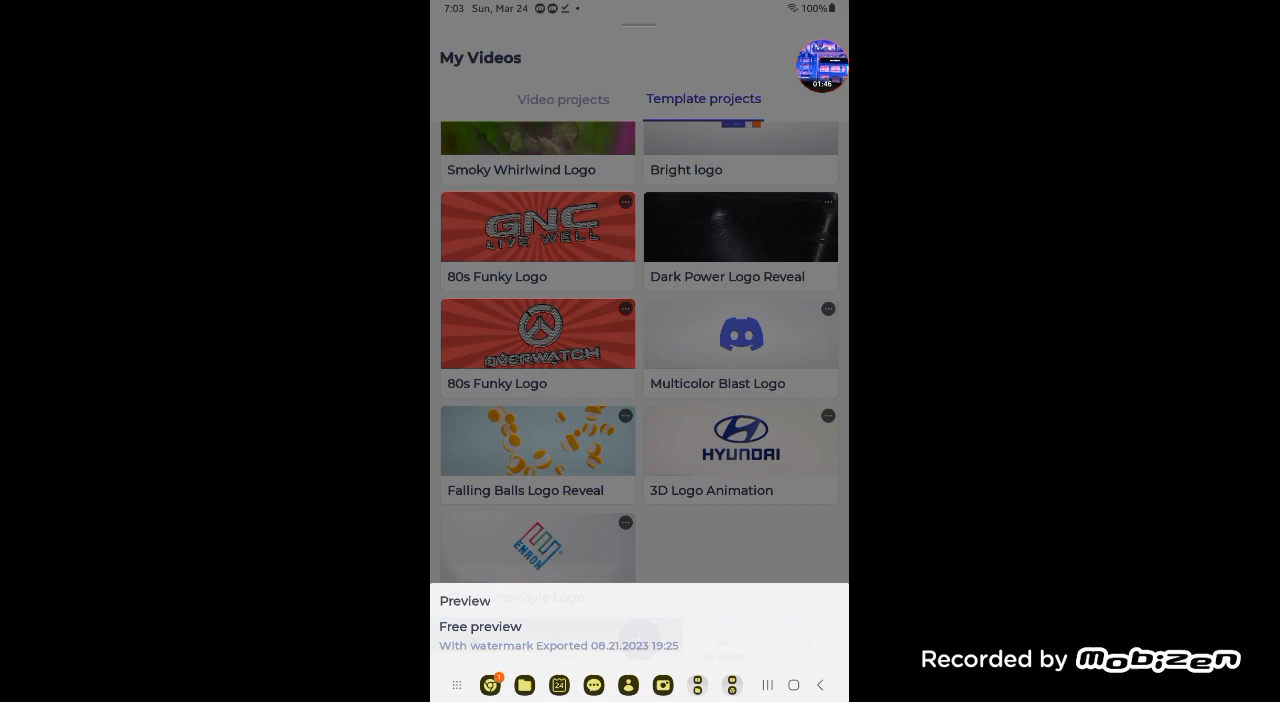 7:03 Sun, Mar 24
100%
My Videos
01:46
Video projects
Template projects
Smoky Whirlwind Logo
Bright logo
GNC
LIVE WELL
80s Funky Logo
Dark Power Logo Reveal
OVERWATCH
80s Funky Logo
Multicolor Blast Logo
HYUNDAI
Falling Balls Logo Reveal
3D Logo Animation
ENRON
Preview
Free preview
With watermark Exported 08.21.2023 19:25
1
24
Recorded by mobizen